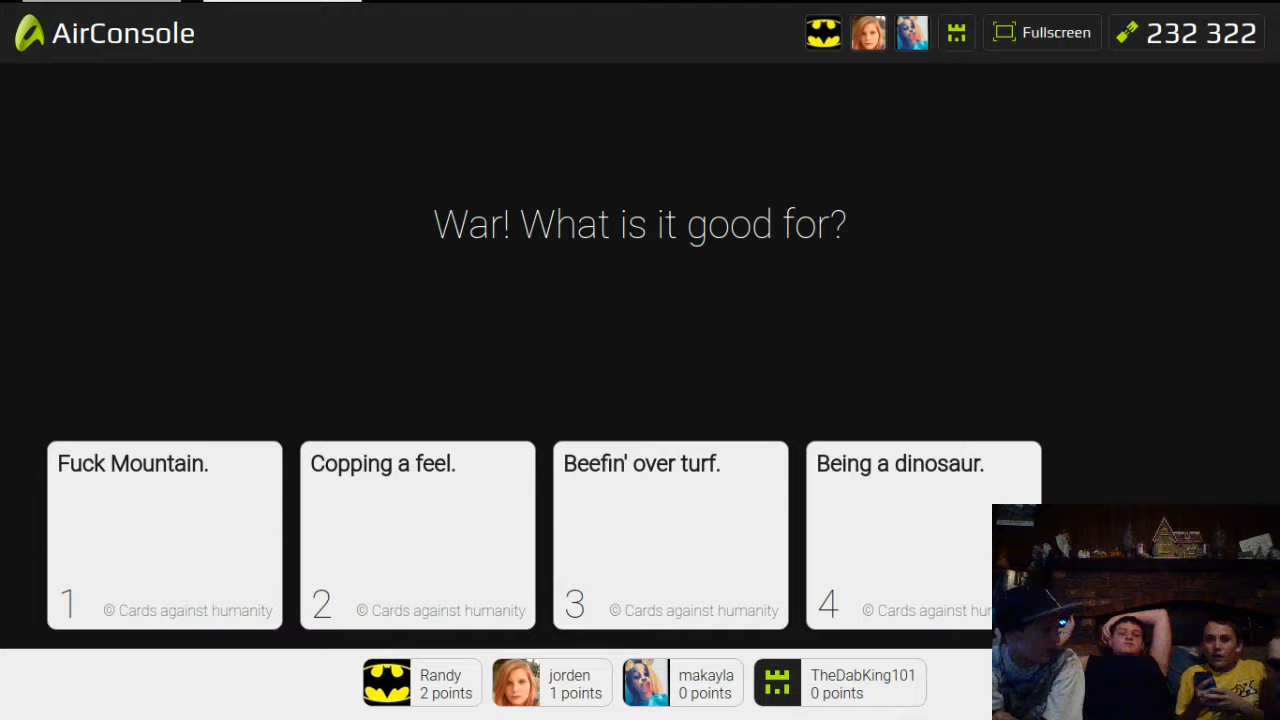 AirConsole
Fullscreen
232 322
War! What is it good for?
Fuck Mountain.
1
© Cards against humanity
Copping a feel.
2
© Cards against humanity
Beefin' over turf.
3
© Cards against humanity
Being a dinosaur.
4
© Cards against
Randy
2 points
jorden
1 points
makayla
0 points
TheDabKing101
0 points